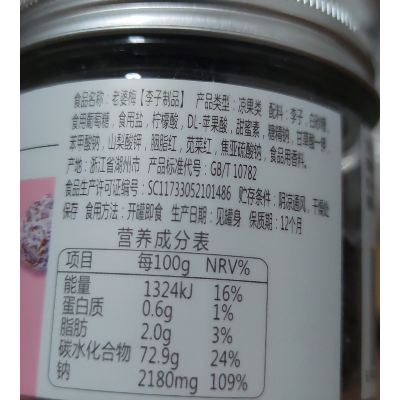 食品名称：老婆梅【李子制品】 产品类型：凉果类 配料：李子，白砂糖，
食用葡萄糖，食用盐，柠檬酸，DL-苹果酸，甜蜜素，糖精钠，甘草酸一钾，
苯甲酸钠，山梨酸钾，胭脂红，苋菜红，焦亚硫酸钠，食品用香料。
产地：浙江省湖州市 产品标准代号：GB/T 10782
食品生产许可证编号：SC11733052101486 贮存条件：阴凉通风，干燥处
保存 食用方法：开罐即食 生产日期：见罐身 保质期：12个月
营养成分表
项目 每100g NRV%
能量 1324kJ 16%
蛋白质 0.6g 1%
脂肪 2.0g 3%
碳水化合物 72.9g 24%
钠 2180mg 109%